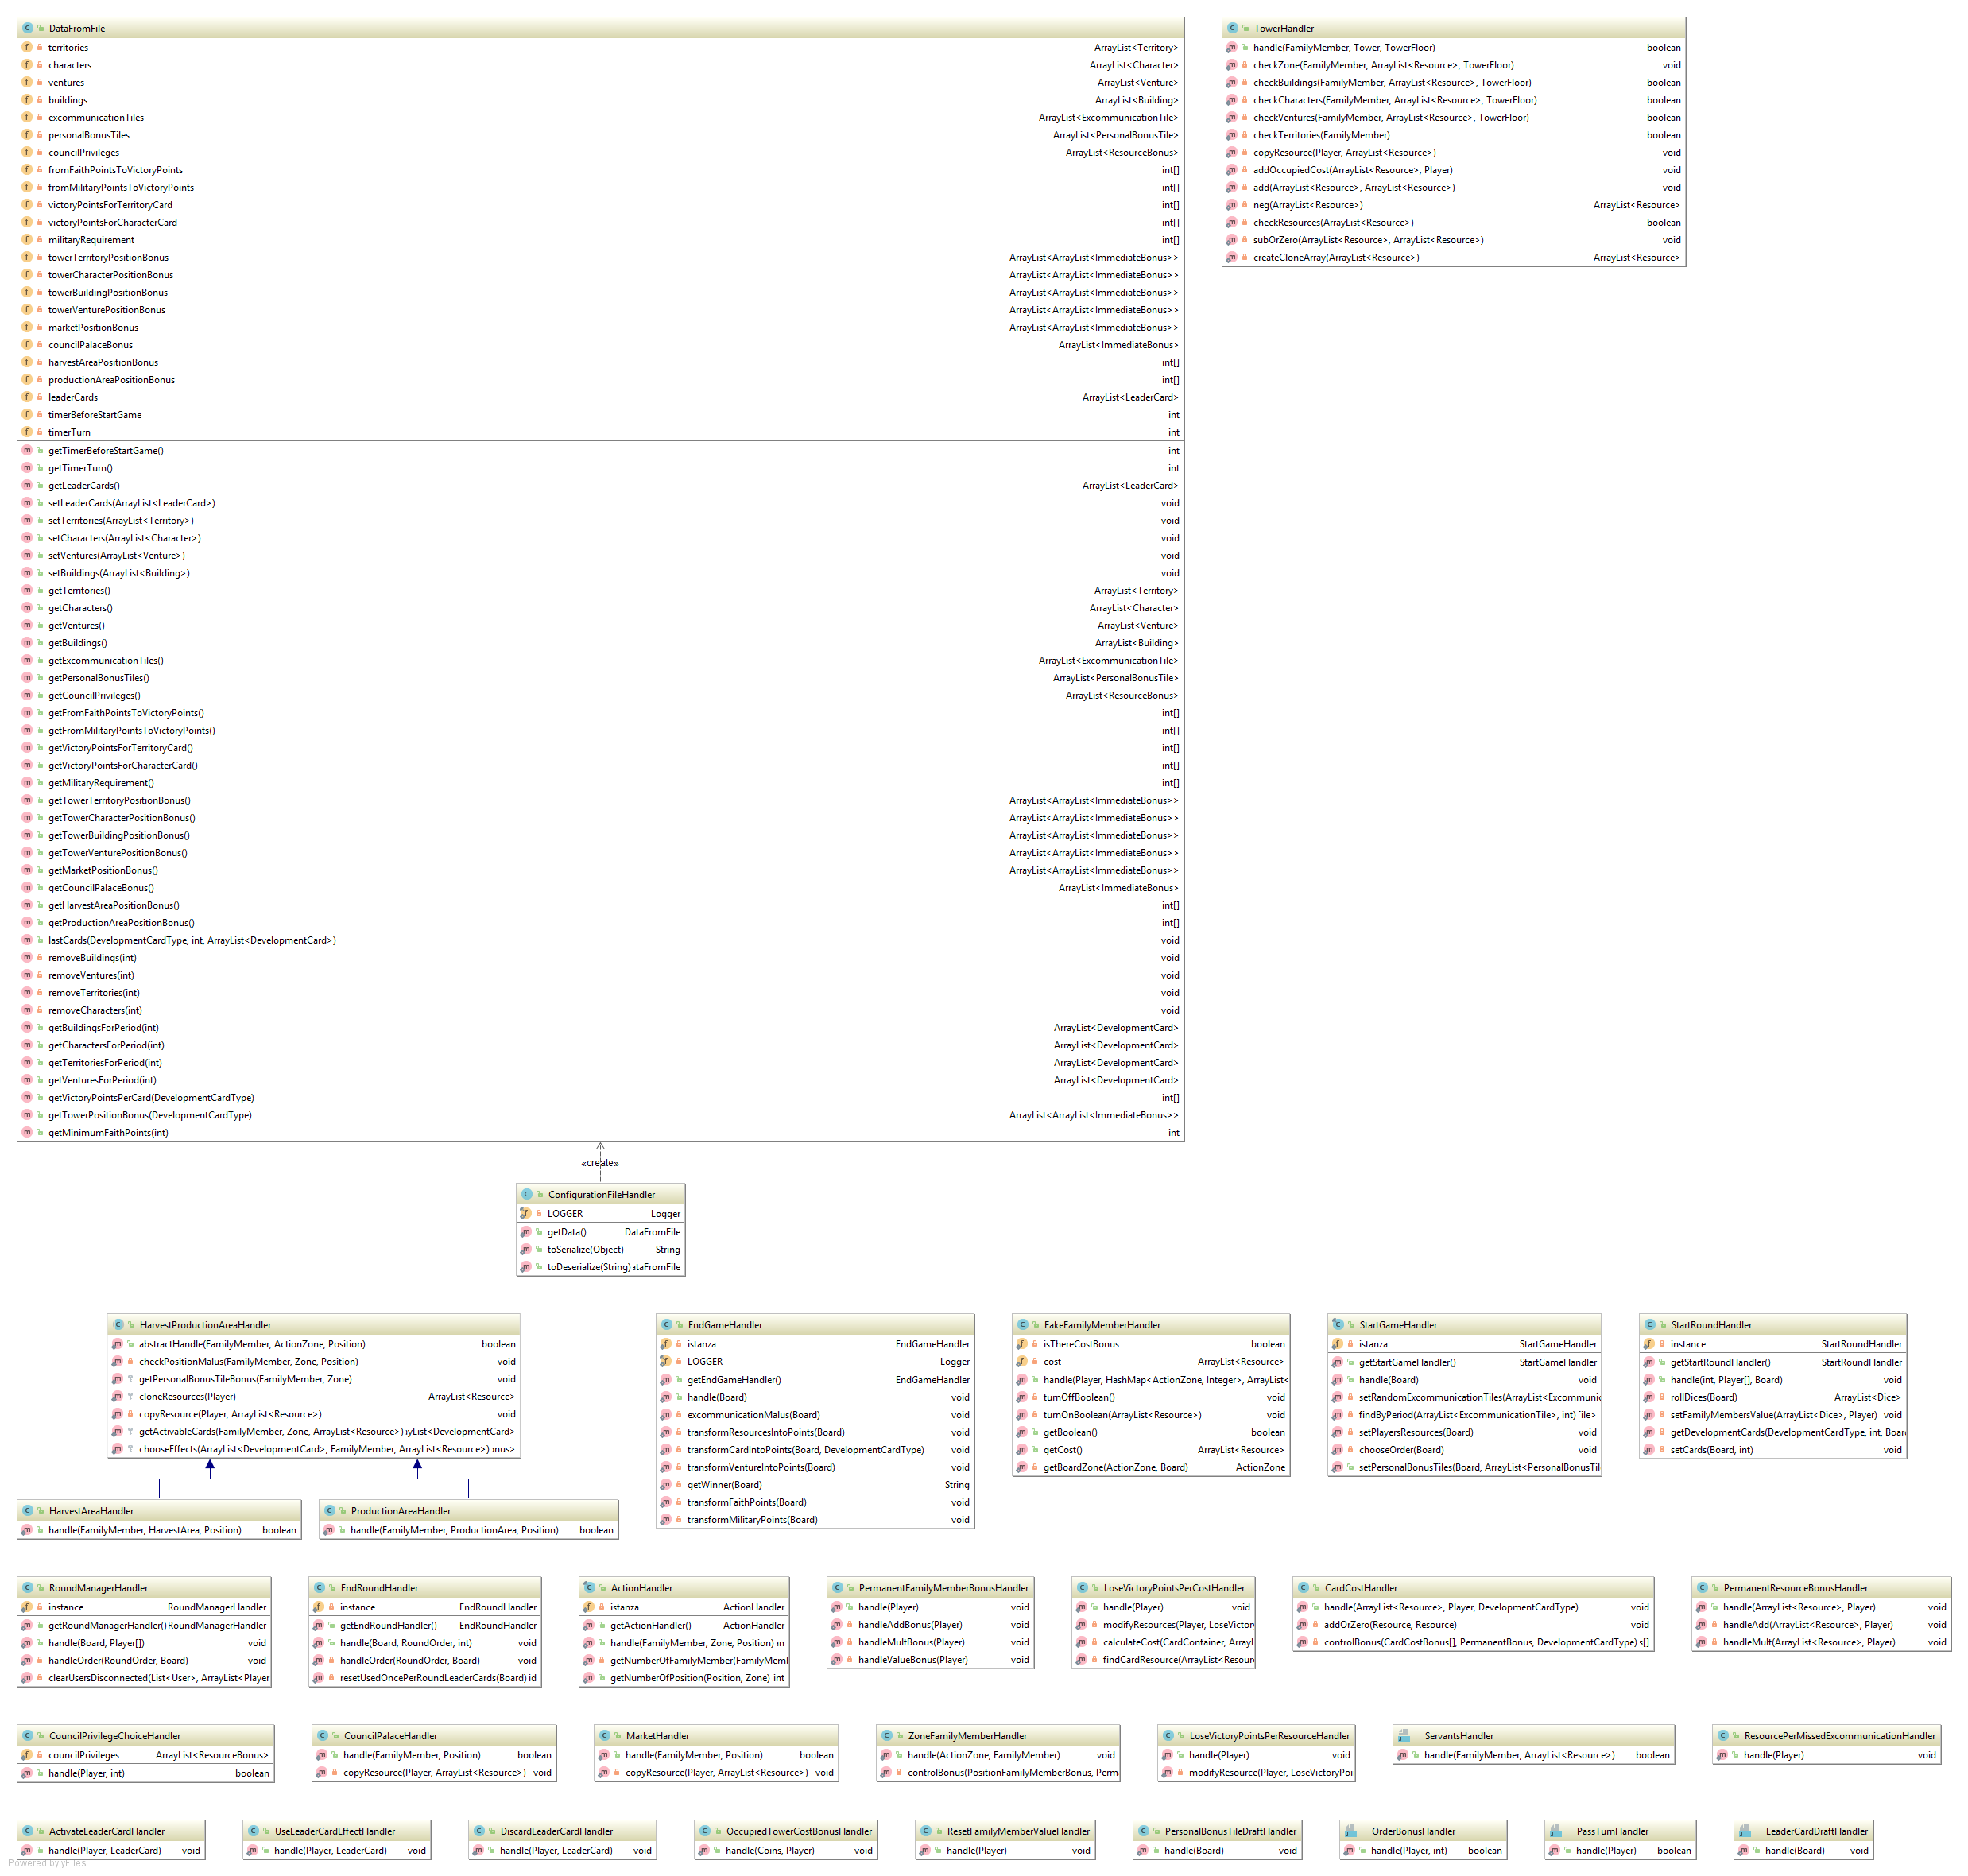 DataFromFile
territories ArrayList<Territory>
characters ArrayList<Character>
ventures ArrayList<Venture>
buildings ArrayList<Building>
excommunicationTiles ArrayList<ExcommunicationTile>
personalBonusTiles ArrayList<PersonalBonusTile>
councilPrivileges ArrayList<ResourceBonus>
fromFaithPointsToVictoryPoints int[]
fromMilitaryPointsToVictoryPoints int[]
victoryPointsForTerritoryCard int[]
victoryPointsForCharacterCard int[]
militaryRequirement int[]
towerTerritoryPositionBonus ArrayList<ArrayList<ImmediateBonus>>
towerCharacterPositionBonus ArrayList<ArrayList<ImmediateBonus>>
towerBuildingPositionBonus ArrayList<ArrayList<ImmediateBonus>>
towerVenturePositionBonus ArrayList<ArrayList<ImmediateBonus>>
marketPositionBonus ArrayList<ArrayList<ImmediateBonus>>
councilPalaceBonus ArrayList<ImmediateBonus>
harvestAreaPositionBonus int[]
productionAreaPositionBonus int[]
leaderCards ArrayList<LeaderCard>
timerBeforeStartGame int
timerTurn int
getTimerBeforeStartGame() int
getTimerTurn() int
getLeaderCards() ArrayList<LeaderCard>
setLeaderCards(ArrayList<LeaderCard>) void
setTerritories(ArrayList<Territory>) void
setCharacters(ArrayList<Character>) void
setVentures(ArrayList<Venture>) void
setBuildings(ArrayList<Building>) void
getTerritories() ArrayList<Territory>
getCharacters() ArrayList<Character>
getVentures() ArrayList<Venture>
getBuildings() ArrayList<Building>
getExcommunicationTiles() ArrayList<ExcommunicationTile>
getPersonalBonusTiles() ArrayList<PersonalBonusTile>
getCouncilPrivileges() ArrayList<ResourceBonus>
getFromFaithPointsToVictoryPoints() int[]
getFromMilitaryPointsToVictoryPoints() int[]
getVictoryPointsForTerritoryCard() int[]
getVictoryPointsForCharacterCard() int[]
getMilitaryRequirement() int[]
getTowerTerritoryPositionBonus() ArrayList<ArrayList<ImmediateBonus>>
getTowerCharacterPositionBonus() ArrayList<ArrayList<ImmediateBonus>>
getTowerBuildingPositionBonus() ArrayList<ArrayList<ImmediateBonus>>
getTowerVenturePositionBonus() ArrayList<ArrayList<ImmediateBonus>>
getMarketPositionBonus() ArrayList<ArrayList<ImmediateBonus>>
getCouncilPalaceBonus() ArrayList<ImmediateBonus>
getHarvestAreaPositionBonus() int[]
getProductionAreaPositionBonus() int[]
lastCards(DevelopmentCardType, int, ArrayList<DevelopmentCard>) void
removeBuildings(int) void
removeVentures(int) void
removeTerritories(int) void
removeCharacters(int) void
getBuildingsForPeriod(int) ArrayList<DevelopmentCard>
getChartersForPeriod(int) ArrayList<DevelopmentCard>
getTerritoriesForPeriod(int) ArrayList<DevelopmentCard>
getVenturesForPeriod(int) ArrayList<DevelopmentCard>
getVictoryPointsPerCard(DevelopmentCardType) int[]
getTowerPositionBonus(DevelopmentCardType) ArrayList<ArrayList<ImmediateBonus>>
getMinimumFaithPoints(int) int
TowerHandler
handle(FamilyMember, Tower, TowerFloor) boolean
checkZone(FamilyMember, ArrayList<Resource>, TowerFloor) void
checkBuildings(FamilyMember, ArrayList<Resource>, TowerFloor) boolean
checkCharacters(FamilyMember, ArrayList<Resource>, TowerFloor) boolean
checkVentures(FamilyMember, ArrayList<Resource>, TowerFloor) boolean
checkTerritories(FamilyMember) boolean
copyResource(Player, ArrayList<Resource>) void
addOccupiedCost(ArrayList<Resource>, Player) void
add(ArrayList<Resource>, ArrayList<Resource>) void
neg(ArrayList<Resource>) ArrayList<Resource>
checkResources(ArrayList<Resource>) boolean
subOrZero(ArrayList<Resource>, ArrayList<Resource>) void
createCloneArray(ArrayList<Resource>) ArrayList<Resource>
«create»
ConfigurationFileHandler
LOGGER Logger
getData() DataFromFile
toSerialize(Object) String
toDeserialize(String) ataFromFile
HarvestProductionAreaHandler
abstractHandle(FamilyMember, ActionZone, Position) boolean
checkPositionMalus(FamilyMember, Zone, Position) void
getPersonalBonusTileBonus(FamilyMember, Zone) void
cloneResources(Player) ArrayList<Resource>
copyResource(Player, ArrayList<Resource>) void
getActivableCards(FamilyMember, Zone, ArrayList<Resource>) yList<DevelopmentCard>
chooseEffects(ArrayList<DevelopmentCard>, FamilyMember, ArrayList<Resource>) onus>
EndGameHandler
istanza EndGameHandler
LOGGER Logger
getEndGameHandler() EndGameHandler
handle(Board) void
excommunicationMalus(Board) void
transformResourcesIntoPoints(Board) void
transformCardIntoPoints(Board, DevelopmentCardType) void
transformVentureIntoPoints(Board) void
getWinner(Board) String
transformFaithPoints(Board) void
transformMilitaryPoints(Board) void
FakeFamilyMemberHandler
isThereCostBonus boolean
cost ArrayList<Resource>
handle(Player, HashMap<ActionZone, Integer>, ArrayList<
turnOffBoolean() void
turnOnBoolean(ArrayList<Resource>) void
getBoolean() boolean
getCost() ArrayList<Resource>
getBoardZone(ActionZone, Board) ActionZone
StartGameHandler
istanza StartGameHandler
getStartGameHandler() StartGameHandler
handle(Board) void
setRandomExcommunicationTiles(ArrayList<Excommunic
findByPeriod(ArrayList<ExcommunicationTile>, int) Tile>
setPlayersResources(Board) void
chooseOrder(Board) void
setPersonalBonusTiles(Board, ArrayList<PersonalBonusTil
StartRoundHandler
instance StartRoundHandler
getStartRoundHandler() StartRoundHandler
handle(int, Player[], Board) void
rollDices(Board) ArrayList<Dice>
setFamilyMembersValue(ArrayList<Dice>, Player) void
getDevelopmentCards(DevelopmentCardType, int, Boar
setCards(Board, int) void
HarvestAreaHandler
handle(FamilyMember, HarvestArea, Position) boolean
ProductionAreaHandler
handle(FamilyMember, ProductionArea, Position) boolean
RoundManagerHandler
instance RoundManagerHandler
getRoundManagerHandler() RoundManagerHandler
handle(Board, Player[]) void
handleOrder(RoundOrder, Board) void
clearUsersDisconnected(List<User>, ArrayList<Player
EndRoundHandler
instance EndRoundHandler
getEndRoundHandler() EndRoundHandler
handle(Board, RoundOrder, int) void
handleOrder(RoundOrder, Board) void
resetUsedOncePerRoundLeaderCards(Board) id
ActionHandler
istanza ActionHandler
getActionHandler() ActionHandler
handle(FamilyMember, Zone, Position) an
getNumberOfFamilyMember(FamilyMemb
getNumberOfPosition(Position, Zone) int
PermanentFamilyMemberBonusHandler
handle(Player) void
handleAddBonus(Player) void
handleMultBonus(Player) void
handleValueBonus(Player) void
LoseVictoryPointsPerCostHandler
handle(Player) void
modifyResources(Player, LoseVictory
calculateCost(CardContainer, ArrayL
findCardResource(ArrayList<Resour
CardCostHandler
handle(ArrayList<Resource>, Player, DevelopmentCardType) void
addOrZero(Resource, Resource) void
controlBonus(CardCostBonus[], PermanentBonus, DevelopmentCardType) s[]
PermanentResourceBonusHandler
handle(ArrayList<Resource>, Player) void
handleAdd(ArrayList<Resource>, Player) void
handleMult(ArrayList<Resource>, Player) void
CouncilPrivilegeChoiceHandler
councilPrivileges ArrayList<ResourceBonus>
handle(Player, int) boolean
CouncilPalaceHandler
handle(FamilyMember, Position) boolean
copyResource(Player, ArrayList<Resource>) void
MarketHandler
handle(FamilyMember, Position) boolean
copyResource(Player, ArrayList<Resource>) void
ZoneFamilyMemberHandler
handle(ActionZone, FamilyMember) void
controlBonus(PositionFamilyMemberBonus, Perm
LoseVictoryPointsPerResourceHandler
handle(Player) void
modifyResource(Player, LoseVictoryPoi
ServantsHandler
handle(FamilyMember, ArrayList<Resource>) boolean
ResourcePerMissedExcommunicationHandler
handle(Player) void
ActivateLeaderCardHandler
handle(Player, LeaderCard) void
UseLeaderCardEffectHandler
handle(Player, LeaderCard) void
DiscardLeaderCardHandler
handle(Player, LeaderCard) void
OccupiedTowerCostBonusHandler
handle(Coins, Player) void
ResetFamilyMemberValueHandler
handle(Player) void
PersonalBonusTileDraftHandler
handle(Board) void
OrderBonusHandler
handle(Player, int) boolean
PassTurnHandler
handle(Player) void
LeaderCardDraftHandler
handle(Board) void
Powered by yFiles